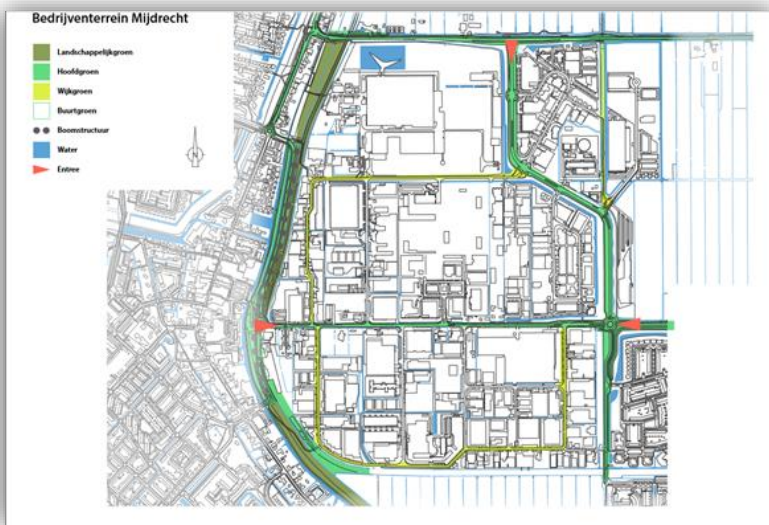 Bedrijventerrein Mijdrecht
Landschappelijkgroen
Hoofdgroen
Wijkgroen
Buurtgroen
Boomstructuur
Water
Entree
N